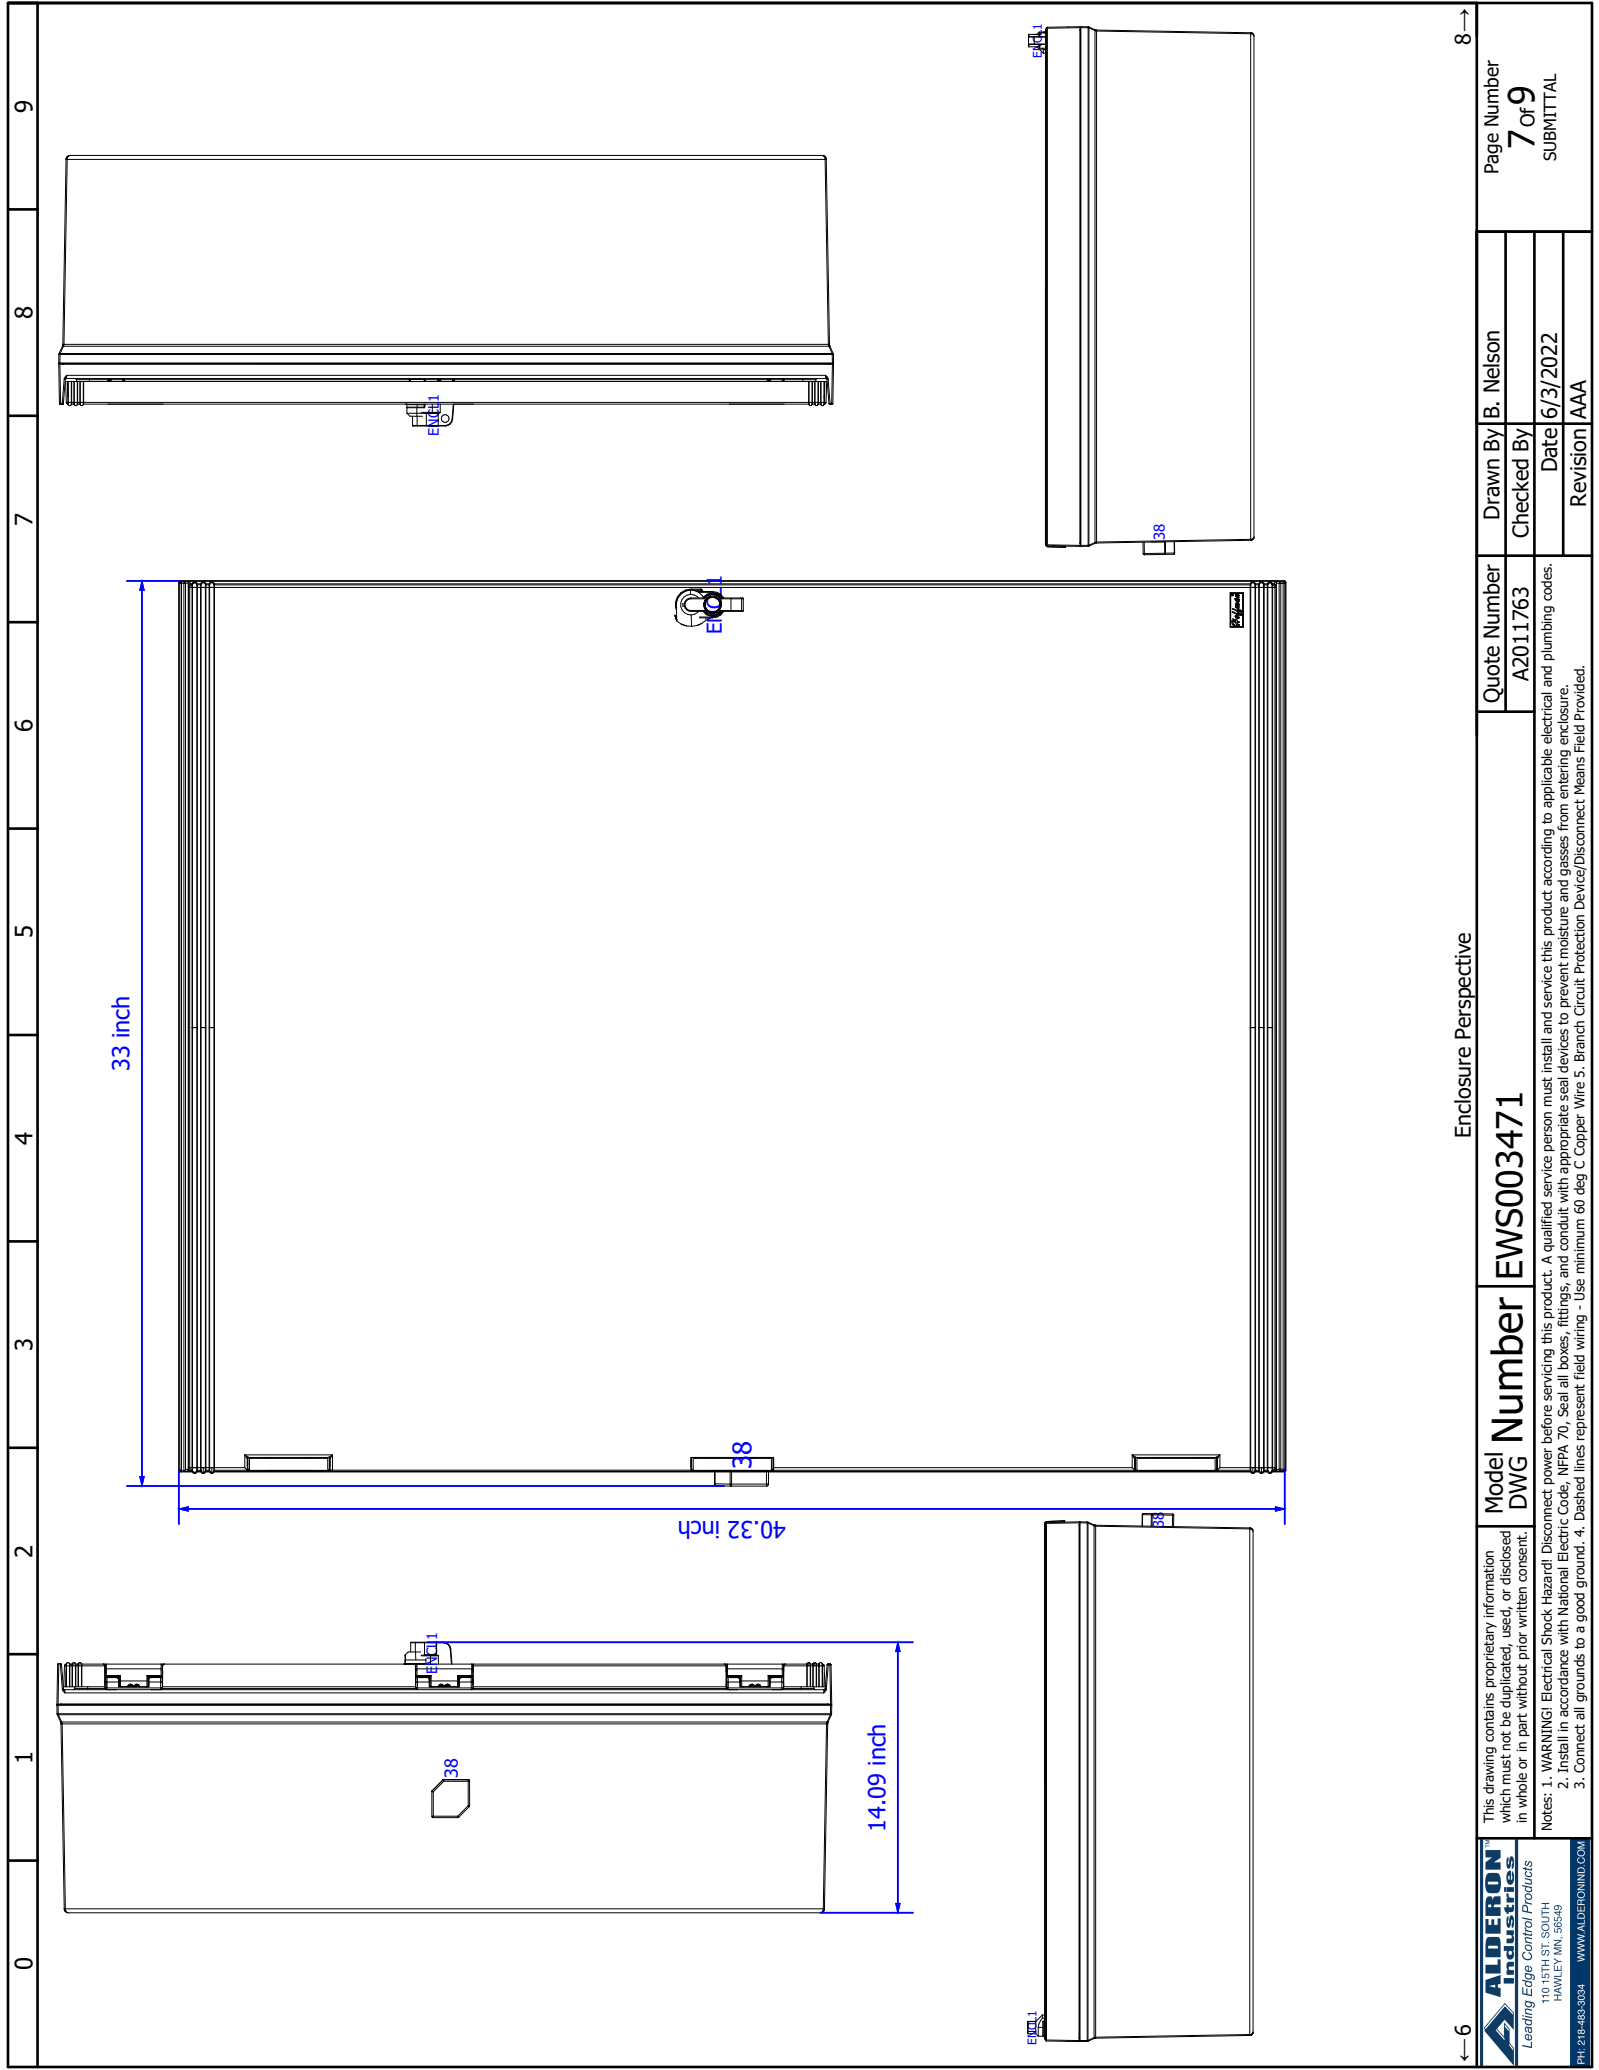 0 1 2 3 4 5 6 7 8 9
ENCL1
38
ENCL1
33 inch
ENCL1
38
40.32 inch
14.09 inch
ENCL1
38
38
ENCL1
Enclosure Perspective
←6
8→
ALDERON™
Industries
Leading Edge Control Products
110 15TH ST. SOUTH
HAWLEY MN, 56549
PH: 218-483-3034 WWW.ALDERONIND.COM
This drawing contains proprietary information
which must not be duplicated, used, or disclosed
in whole or in part without prior written consent.
Model
DWG Number EWS003471
Quote Number
A2011763
Drawn By B. Nelson
Checked By
Date 6/3/2022
Revision AAA
Page Number
7 Of 9
SUBMITTAL
Notes: 1. WARNING! Electrical Shock Hazard! Disconnect power before servicing this product. A qualified service person must install and service this product according to applicable electrical and plumbing codes.
2. Install in accordance with National Electric Code, NFPA 70, Seal all boxes, fittings, and conduit with appropriate seal devices to prevent moisture and gasses from entering enclosure.
3. Connect all grounds to a good ground. 4. Dashed lines represent field wiring - Use minimum 60 deg C Copper Wire 5. Branch Circuit Protection Device/Disconnect Means Field Provided.